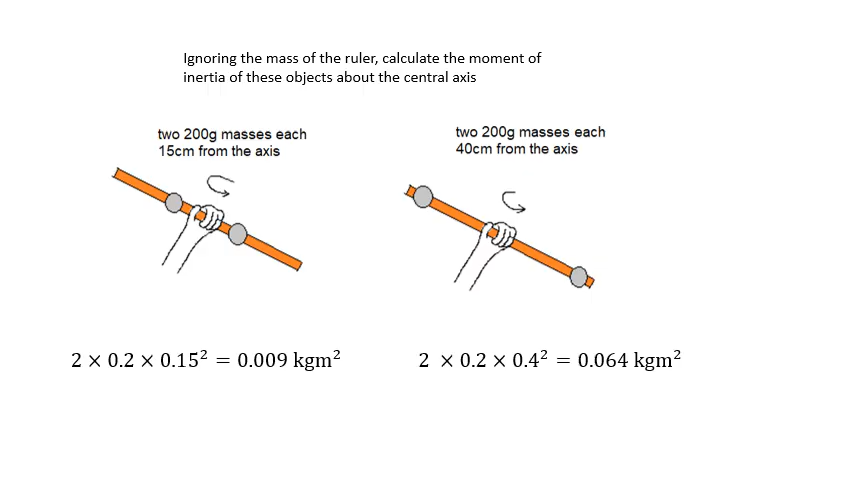 Ignoring the mass of the ruler, calculate the moment of
inertia of these objects about the central axis
two 200g masses each
15cm from the axis
two 200g masses each
40cm from the axis
2 × 0.2 × 0.15² = 0.009 kgm²
2 × 0.2 × 0.4² = 0.064 kgm²